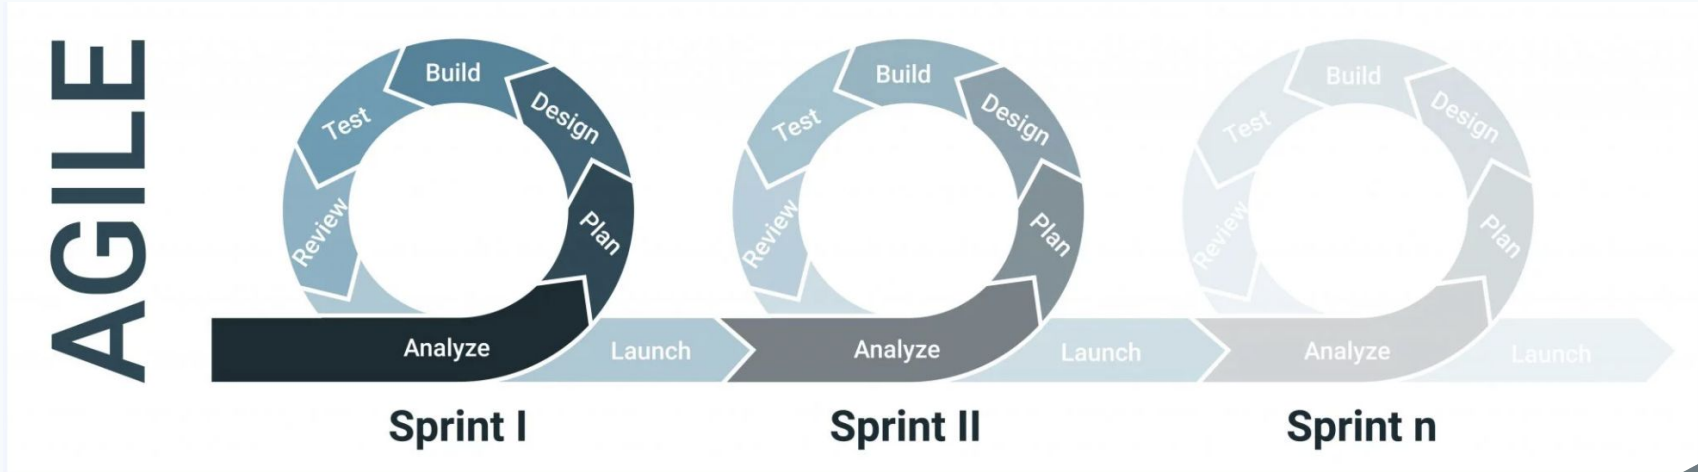 AGILE
Build
Test
Design
Review
Plan
Analyze
Launch
Sprint I
Build
Test
Design
Review
Plan
Analyze
Launch
Sprint II
Build
Test
Design
Review
Plan
Analyze
Launch
Sprint n